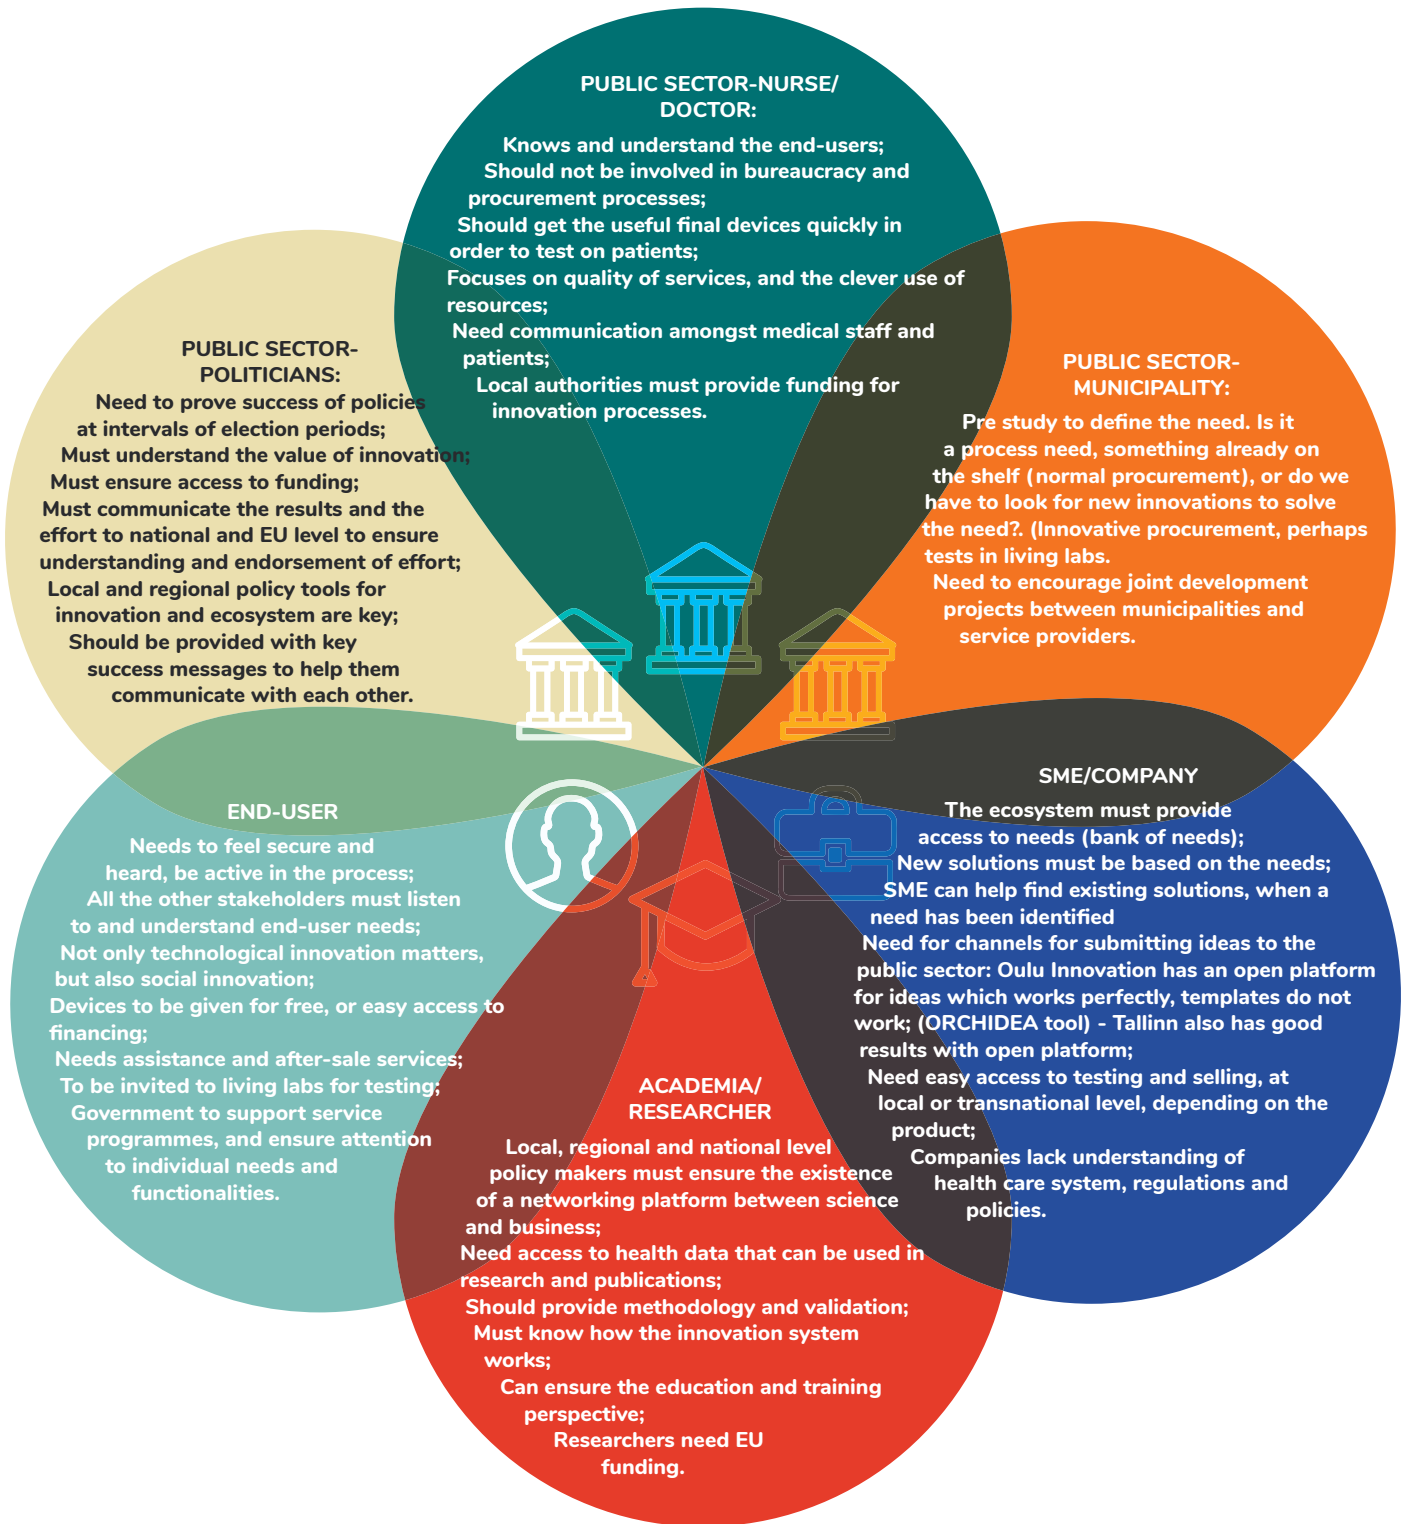 PUBLIC SECTOR-NURSE/
DOCTOR:
Knows and understand the end-users;
Should not be involved in bureaucracy and
procurement processes;
Should get the useful final devices quickly in
order to test on patients;
Focuses on quality of services, and the clever use of
resources;
Need communication amongst medical staff and
patients;
Local authorities must provide funding for
innovation processes.
PUBLIC SECTOR-
POLITICIANS:
Need to prove success of policies
at intervals of election periods;
Must understand the value of innovation;
Must ensure access to funding;
Must communicate the results and the
effort to national and EU level to ensure
understanding and endorsement of effort;
Local and regional policy tools for
innovation and ecosystem are key;
Should be provided with key
success messages to help them
communicate with each other.
PUBLIC SECTOR-
MUNICIPALITY:
Pre study to define the need. Is it
a process need, something already on
the shelf (normal procurement), or do we
have to look for new innovations to solve
the need?. (Innovative procurement, perhaps
tests in living labs.
Need to encourage joint development
projects between municipalities and
service providers.
END-USER
Needs to feel secure and
heard, be active in the process;
All the other stakeholders must listen
to and understand end-user needs;
Not only technological innovation matters,
but also social innovation;
Devices to be given for free, or easy access to
financing;
Needs assistance and after-sale services;
To be invited to living labs for testing;
Government to support service
programmes, and ensure attention
to individual needs and
functionalities.
SME/COMPANY
The ecosystem must provide
access to needs (bank of needs);
New solutions must be based on the needs;
SME can help find existing solutions, when a
need has been identified
Need for channels for submitting ideas to the
public sector: Oulu Innovation has an open platform
for ideas which works perfectly, templates do not
work; (ORCHIDEA tool) - Tallinn also has good
results with open platform;
Need easy access to testing and selling, at
local or transnational level, depending on the
product;
Companies lack understanding of
health care system, regulations and
policies.
ACADEMIA/
RESEARCHER
Local, regional and national level
policy makers must ensure the existence
of a networking platform between science
and business;
Need access to health data that can be used in
research and publications;
Should provide methodology and validation;
Must know how the innovation system
works;
Can ensure the education and training
perspective;
Researchers need EU
funding.